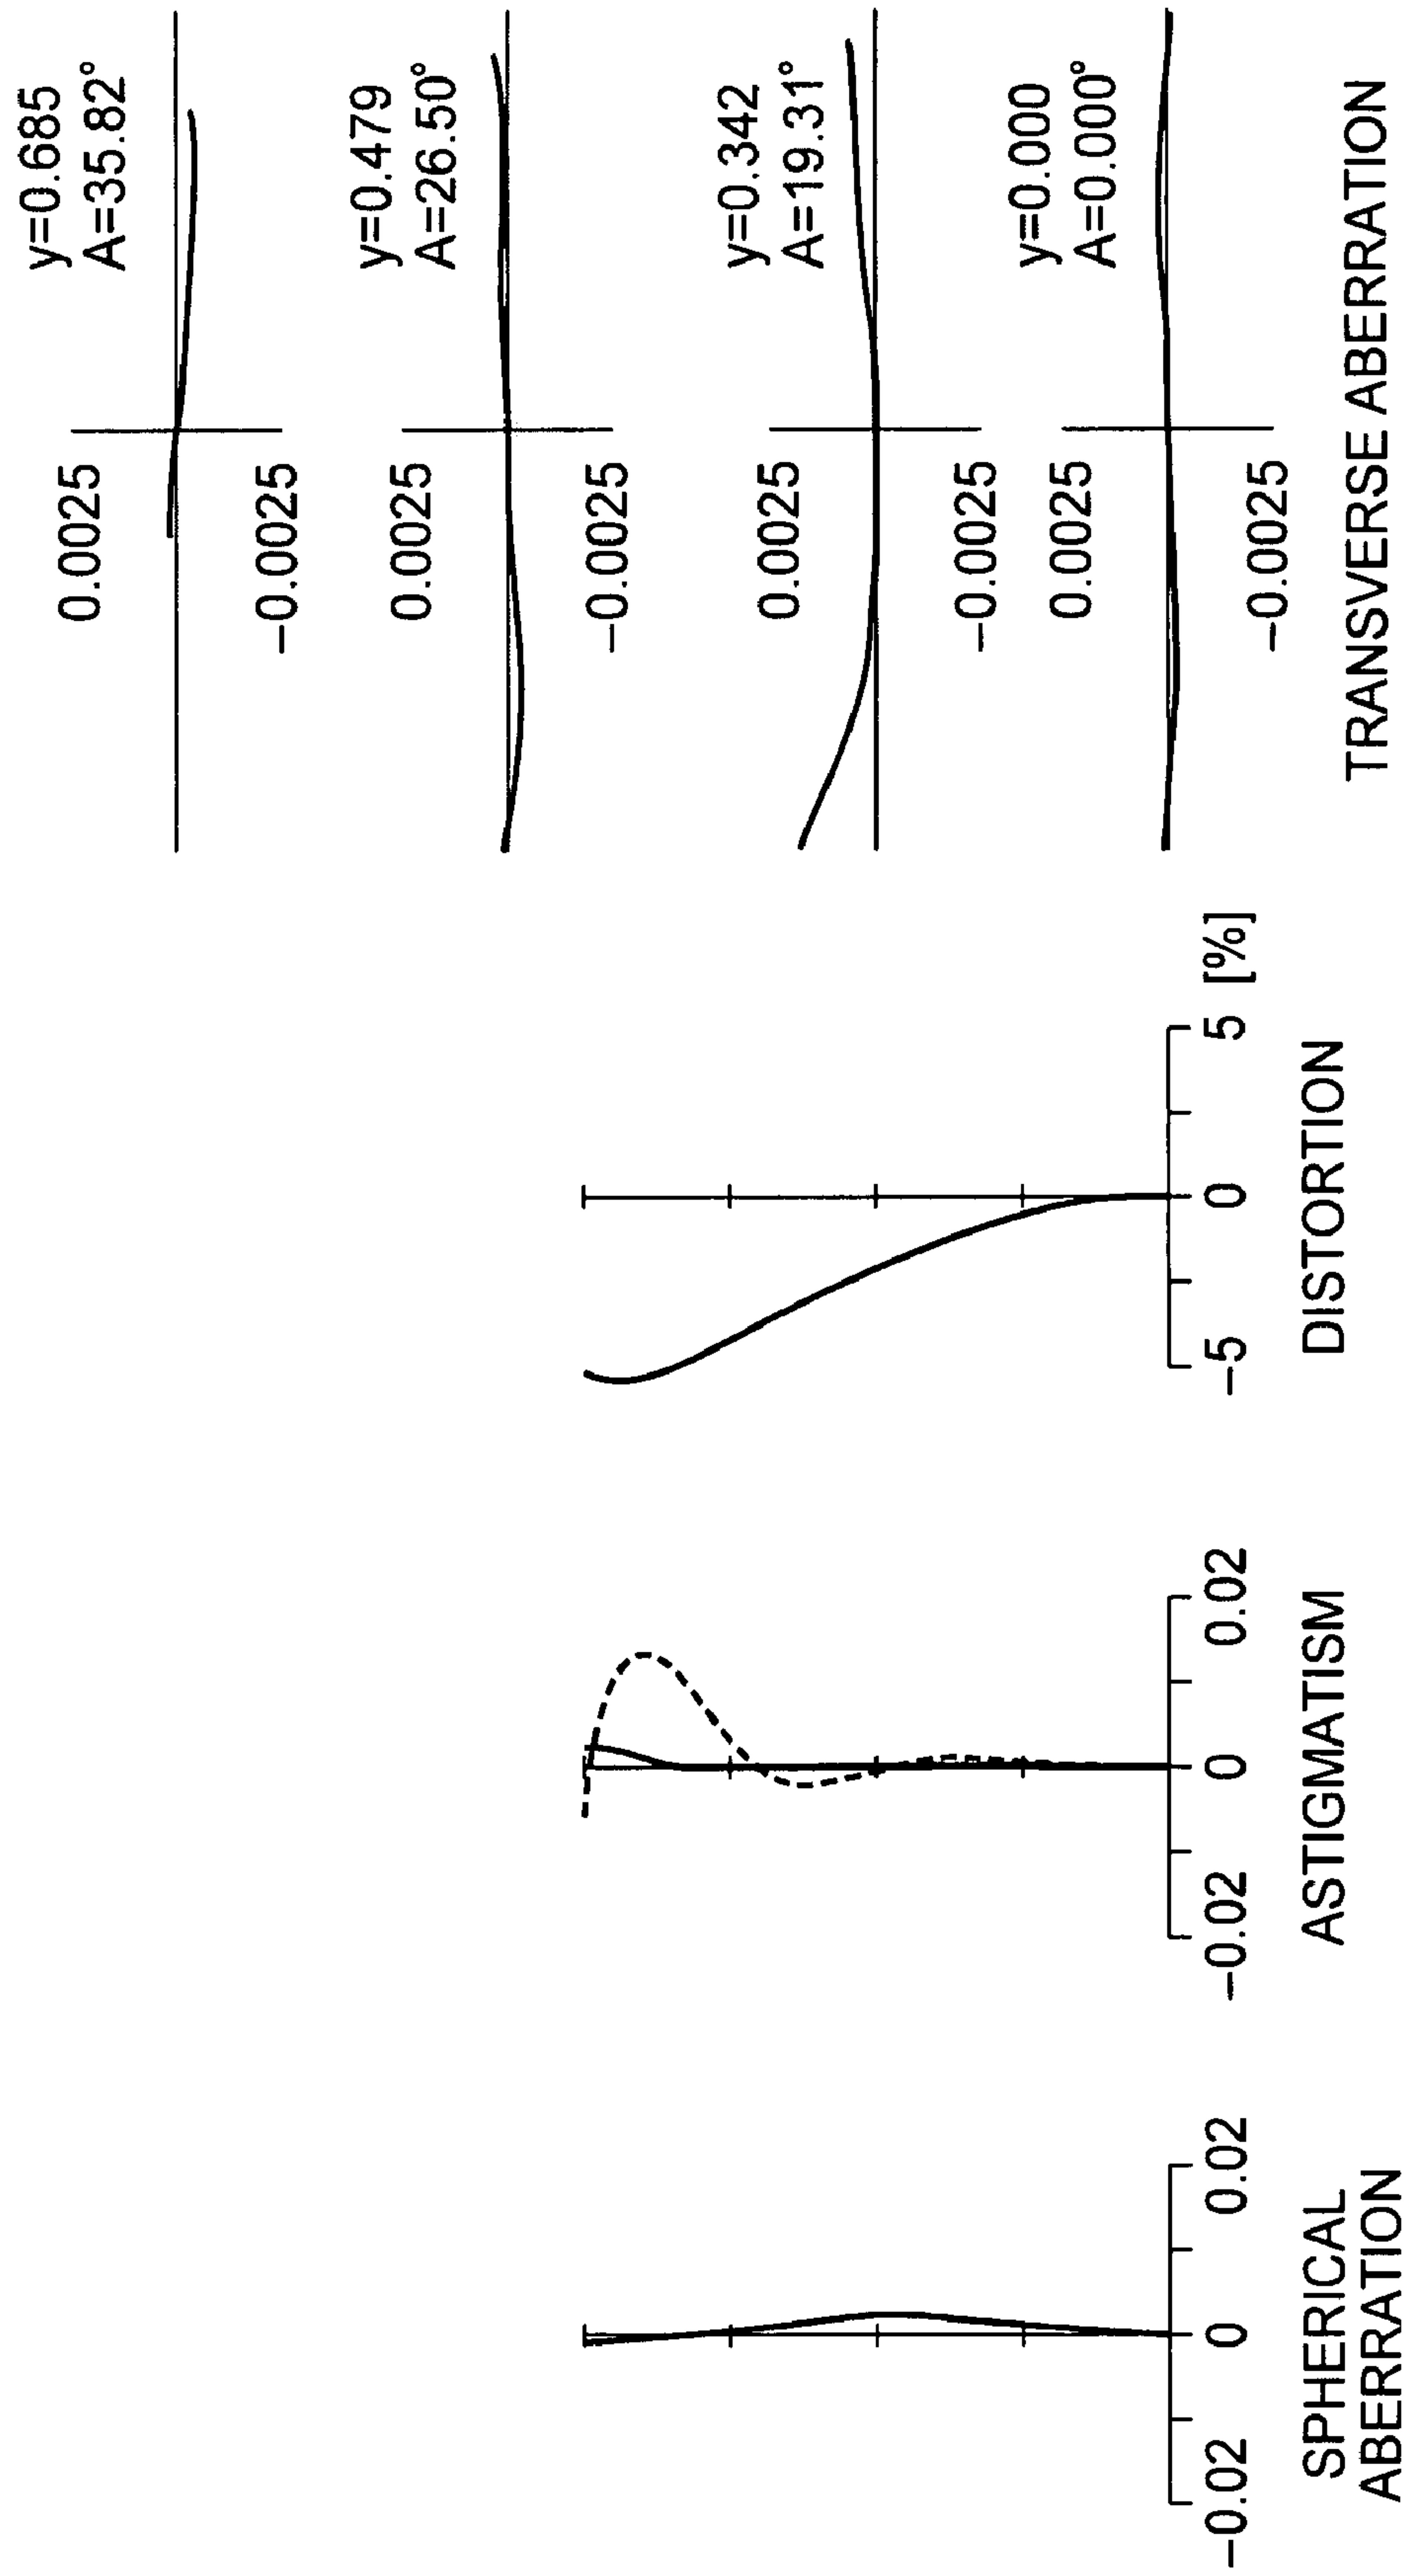 −0.02
0
0.02
SPHERICAL
ABERRATION
−0.02
0
0.02
ASTIGMATISM
−5
0
5 [%]
DISTORTION
y=0.685
A=35.82°
0.0025
−0.0025
y=0.479
A=26.50°
0.0025
−0.0025
y=0.342
A=19.31°
0.0025
−0.0025
y=0.000
A=0.000°
0.0025
−0.0025
TRANSVERSE ABERRATION